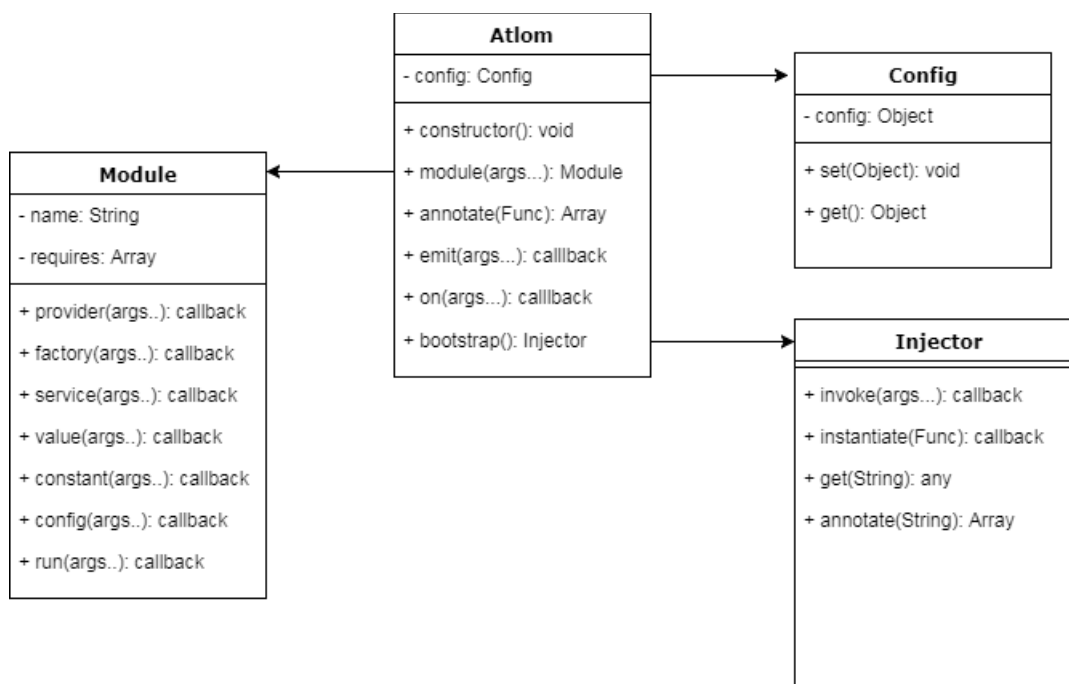 Atlom
- config: Config
+ constructor(): void
+ module(args...): Module
+ annotate(Func): Array
+ emit(args...): calllback
+ on(args...): calllback
+ bootstrap(): Injector
Config
- config: Object
+ set(Object): void
+ get(): Object
Module
- name: String
- requires: Array
+ provider(args..): callback
+ factory(args..): callback
+ service(args..): callback
+ value(args..): callback
+ constant(args..): callback
+ config(args..): callback
+ run(args..): callback
Injector
+ invoke(args...): callback
+ instantiate(Func): callback
+ get(String): any
+ annotate(String): Array